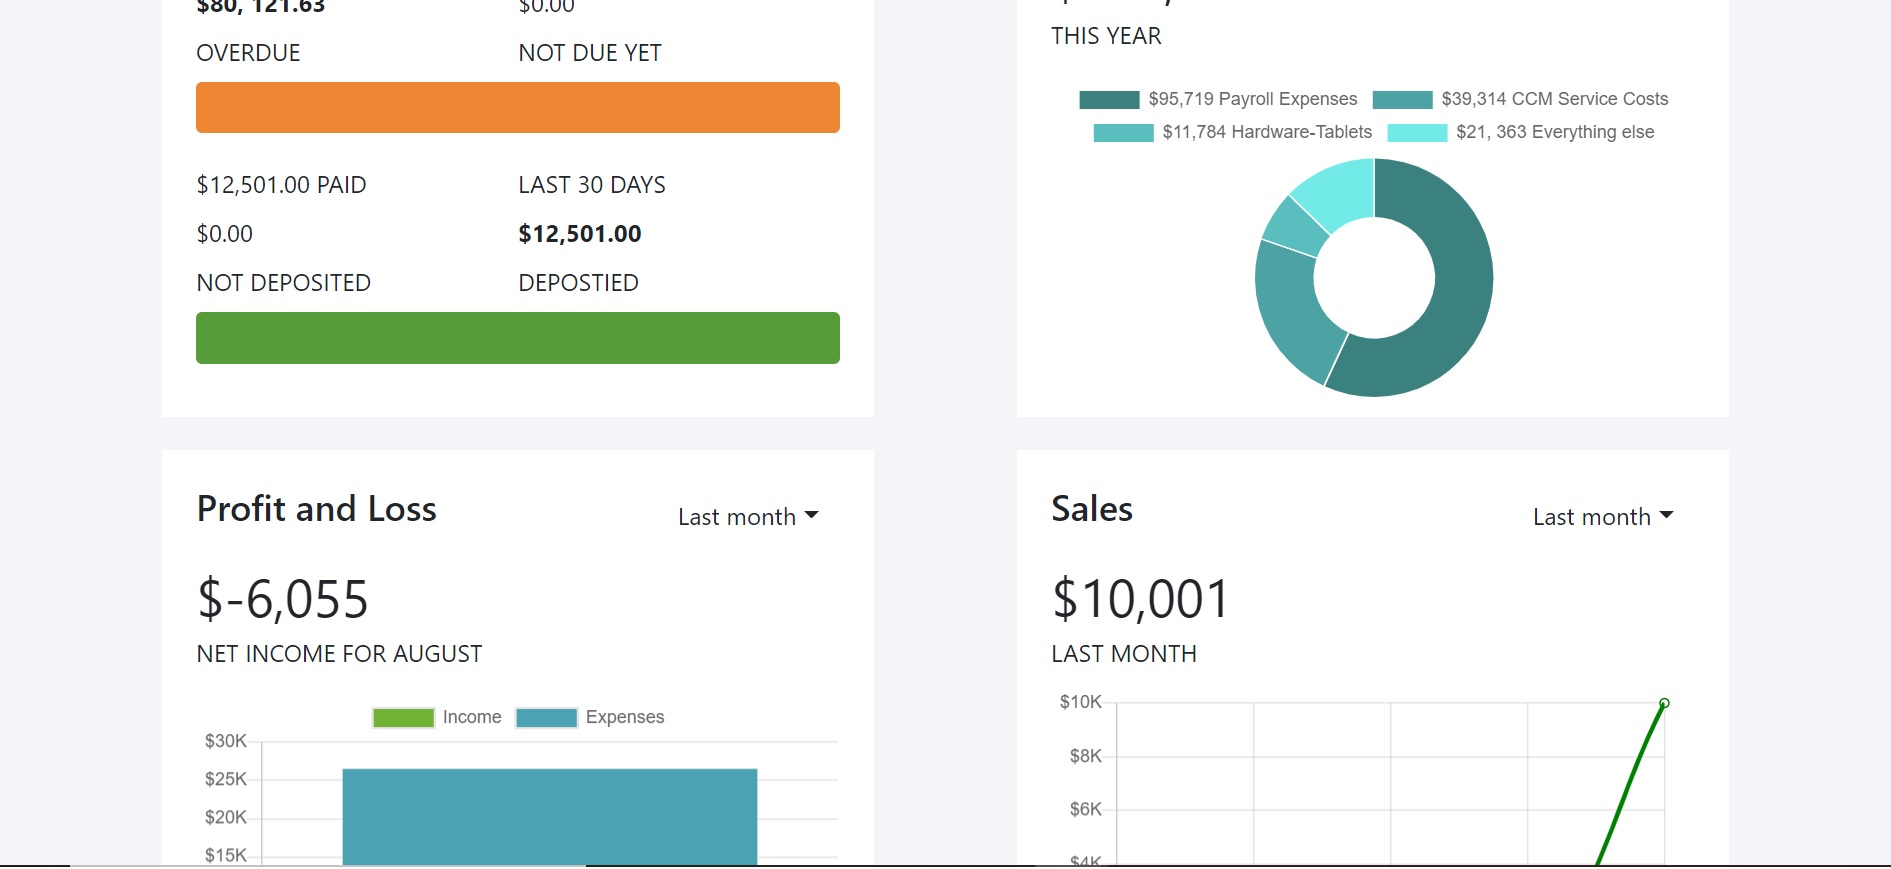 $80, 121.63
$0.00
OVERDUE
NOT DUE YET
$12,501.00 PAID
LAST 30 DAYS
$0.00
$12,501.00
NOT DEPOSITED
DEPOSTIED
THIS YEAR
$95,719 Payroll Expenses
$39,314 CCM Service Costs
$11,784 Hardware-Tablets
$21, 363 Everything else
Profit and Loss
Last month
$-6,055
NET INCOME FOR AUGUST
Income
Expenses
$30K
$25K
$20K
$15K
Sales
Last month
$10,001
LAST MONTH
$10K
$8K
$6K
$4K